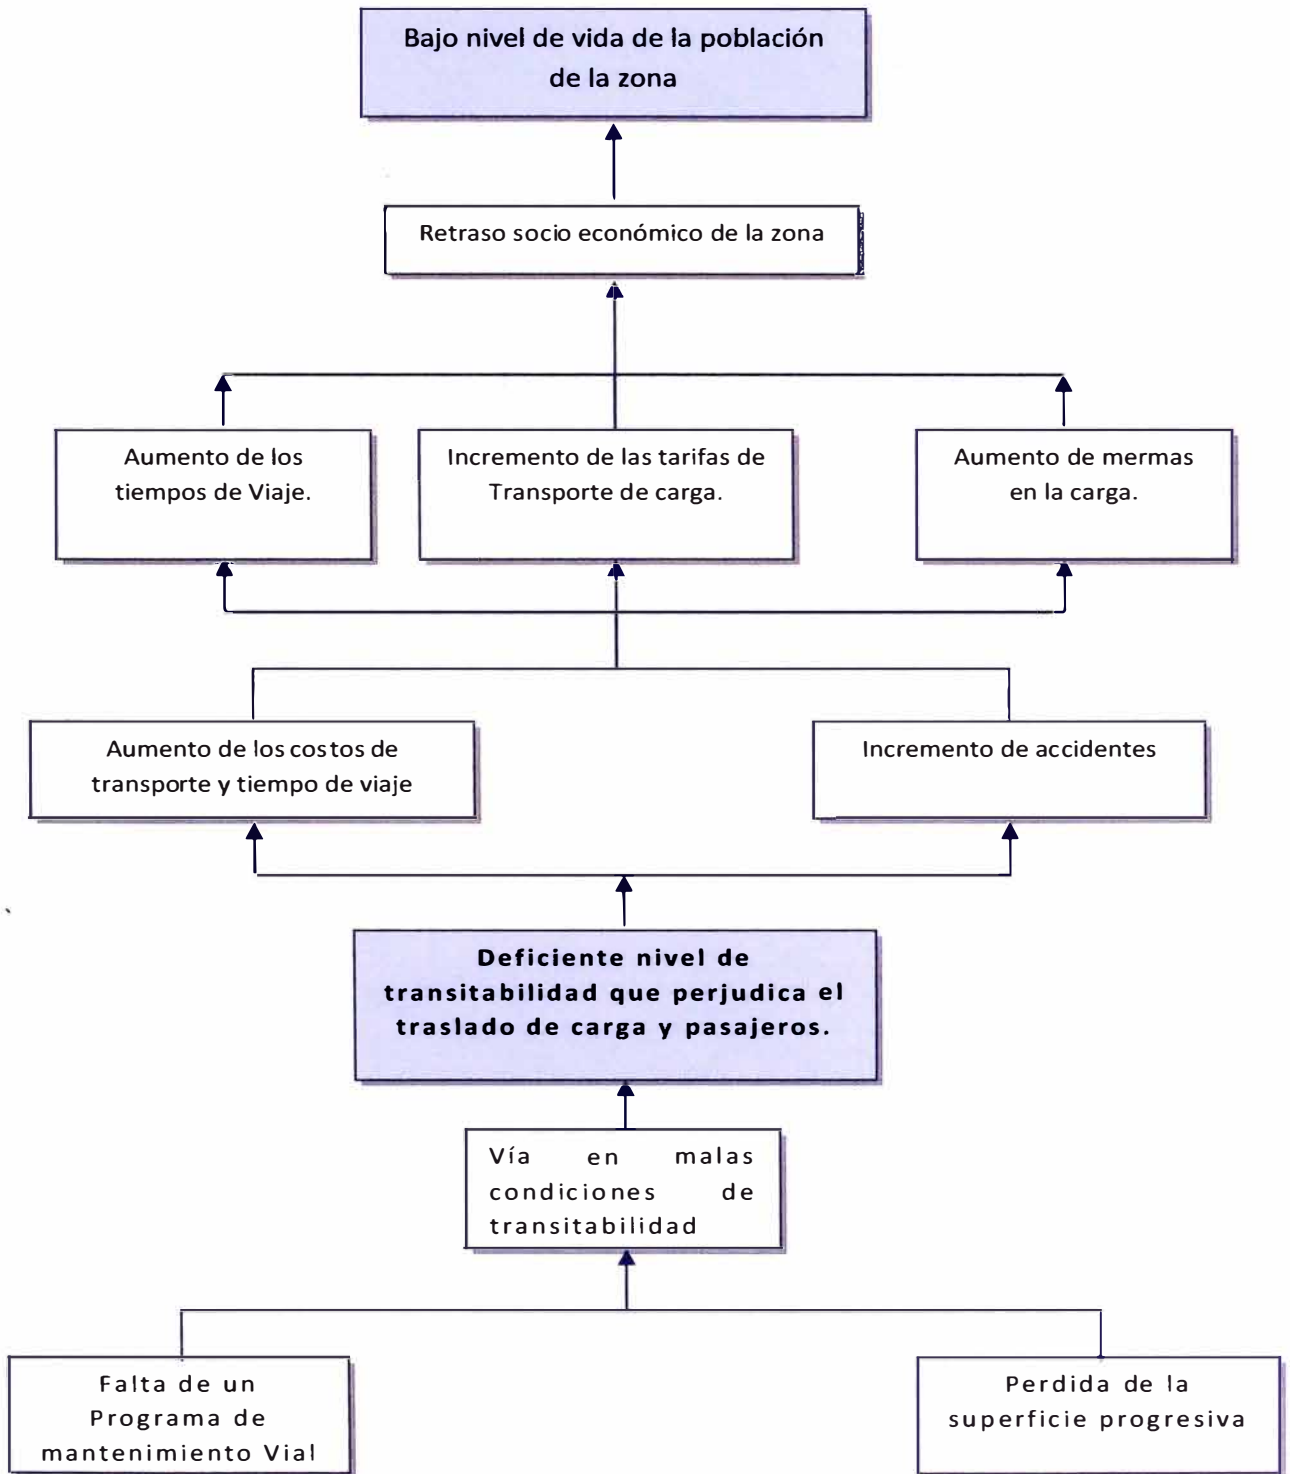 Bajo nivel de vida de la población
de la zona
Retraso socio económico de la zona
Aumento de los
tiempos de Viaje.
Incremento de las tarifas de
Transporte de carga.
Aumento de mermas
en la carga.
Aumento de los costos de
transporte y tiempo de viaje
Incremento de accidentes
Deficiente nivel de
transitabilidad que perjudica el
traslado de carga y pasajeros.
Vía en malas
condiciones de
transitabilidad
Falta de un
Programa de
mantenimiento Vial
Perdida de la
superficie progresiva